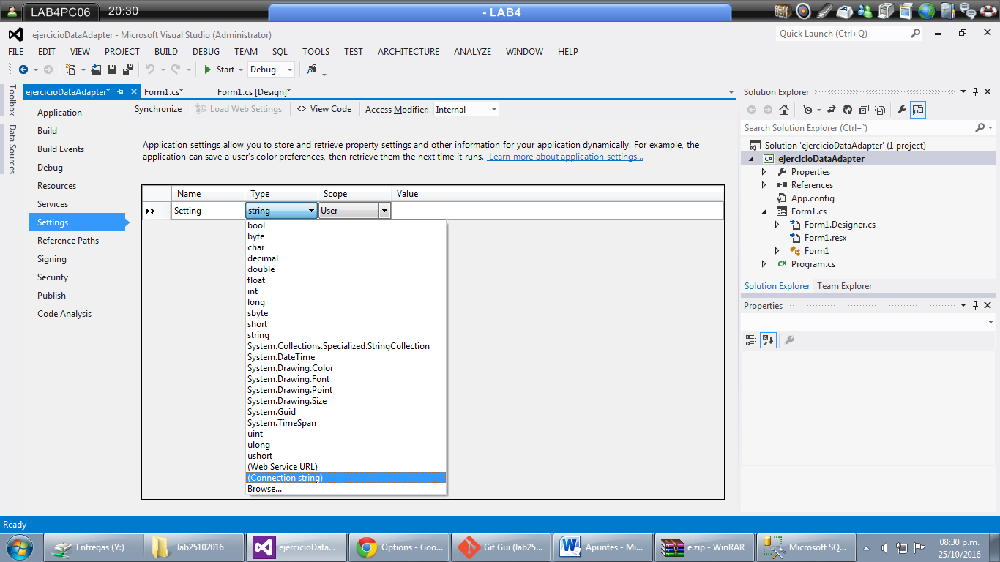 LAB4PC06
20:30
- LAB4
ejercicioDataAdapter - Microsoft Visual Studio (Administrator)
Quick Launch (Ctrl+Q)
FILE EDIT VIEW PROJECT BUILD DEBUG TEAM SQL TOOLS TEST ARCHITECTURE ANALYZE WINDOW HELP
Start Debug
Toolbox
Data Sources
ejercicioDataAdapter* Form1.cs* Form1.cs [Design]*
Application
Build
Build Events
Debug
Resources
Services
Settings
Reference Paths
Signing
Security
Publish
Code Analysis
Synchronize Load Web Settings View Code Access Modifier: Internal
Application settings allow you to store and retrieve property settings and other information for your application dynamically. For example, the
application can save a user's color preferences, then retrieve them the next time it runs. Learn more about application settings...
Name Type Scope Value
Setting string User
bool
byte
char
decimal
double
float
int
long
sbyte
short
string
System.Collections.Specialized.StringCollection
System.DateTime
System.Drawing.Color
System.Drawing.Font
System.Drawing.Point
System.Drawing.Size
System.Guid
System.TimeSpan
uint
ulong
ushort
(Web Service URL)
(Connection string)
Browse...
Solution Explorer
Search Solution Explorer (Ctrl+´)
Solution 'ejercicioDataAdapter' (1 project)
ejercicioDataAdapter
Properties
References
App.config
Form1.cs
Form1.Designer.cs
Form1.resx
Form1
Program.cs
Solution Explorer Team Explorer
Properties
Ready
Entregas (Y:) lab25102016 ejercicioData... Options - Goo... Git Gui (lab25... Apuntes - Mi... e.zip - WinRAR Microsoft SQ...
08:30 p.m.
25/10/2016